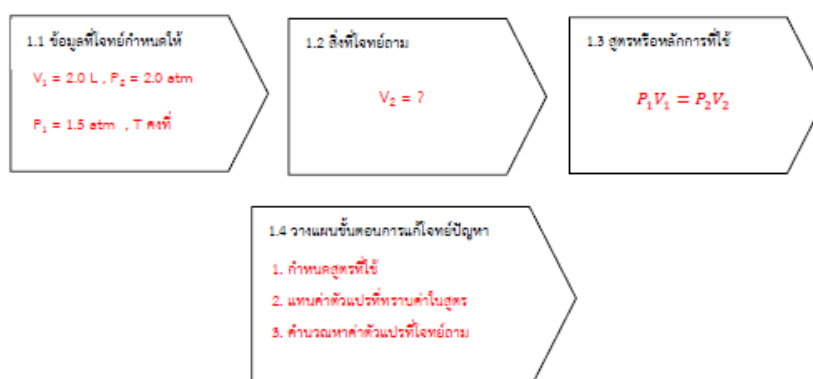 1.1 ข้อมูลที่โจทย์กำหนดให้
V₁ = 2.0 L , P₂ = 2.0 atm
P₁ = 1.5 atm , T คงที่
1.2 สิ่งที่โจทย์ถาม
V₂ = ?
1.3 สูตรหรือหลักการที่ใช้
P₁V₁ = P₂V₂
1.4 วางแผนขั้นตอนการแก้โจทย์ปัญหา
1. กำหนดสูตรที่ใช้
2. แทนค่าตัวแปรที่ทราบค่าในสูตร
3. คำนวณหาค่าตัวแปรที่โจทย์ถาม